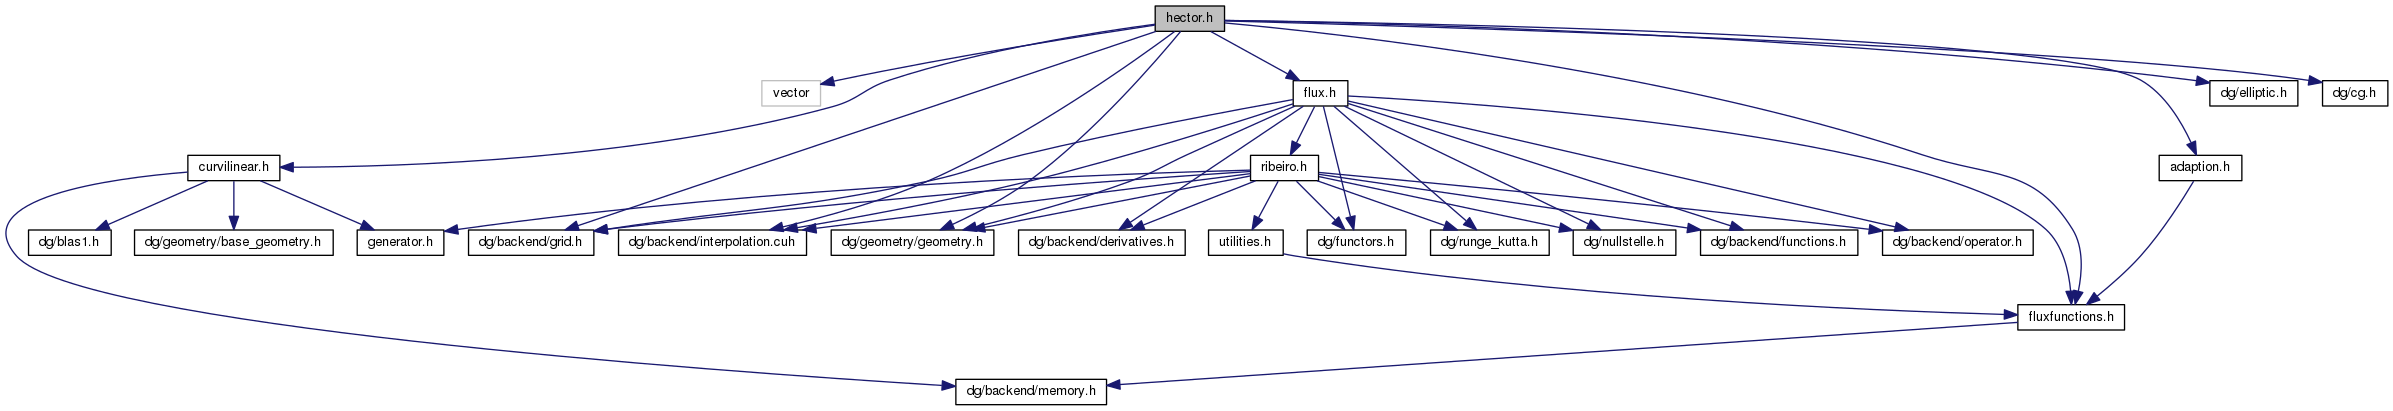 hector.h
vector
flux.h
dg/elliptic.h
dg/cg.h
curvilinear.h
ribeiro.h
adaption.h
dg/blas1.h
dg/geometry/base_geometry.h
generator.h
dg/backend/grid.h
dg/backend/interpolation.cuh
dg/geometry/geometry.h
dg/backend/derivatives.h
utilities.h
dg/functors.h
dg/runge_kutta.h
dg/nullstelle.h
dg/backend/functions.h
dg/backend/operator.h
fluxfunctions.h
dg/backend/memory.h